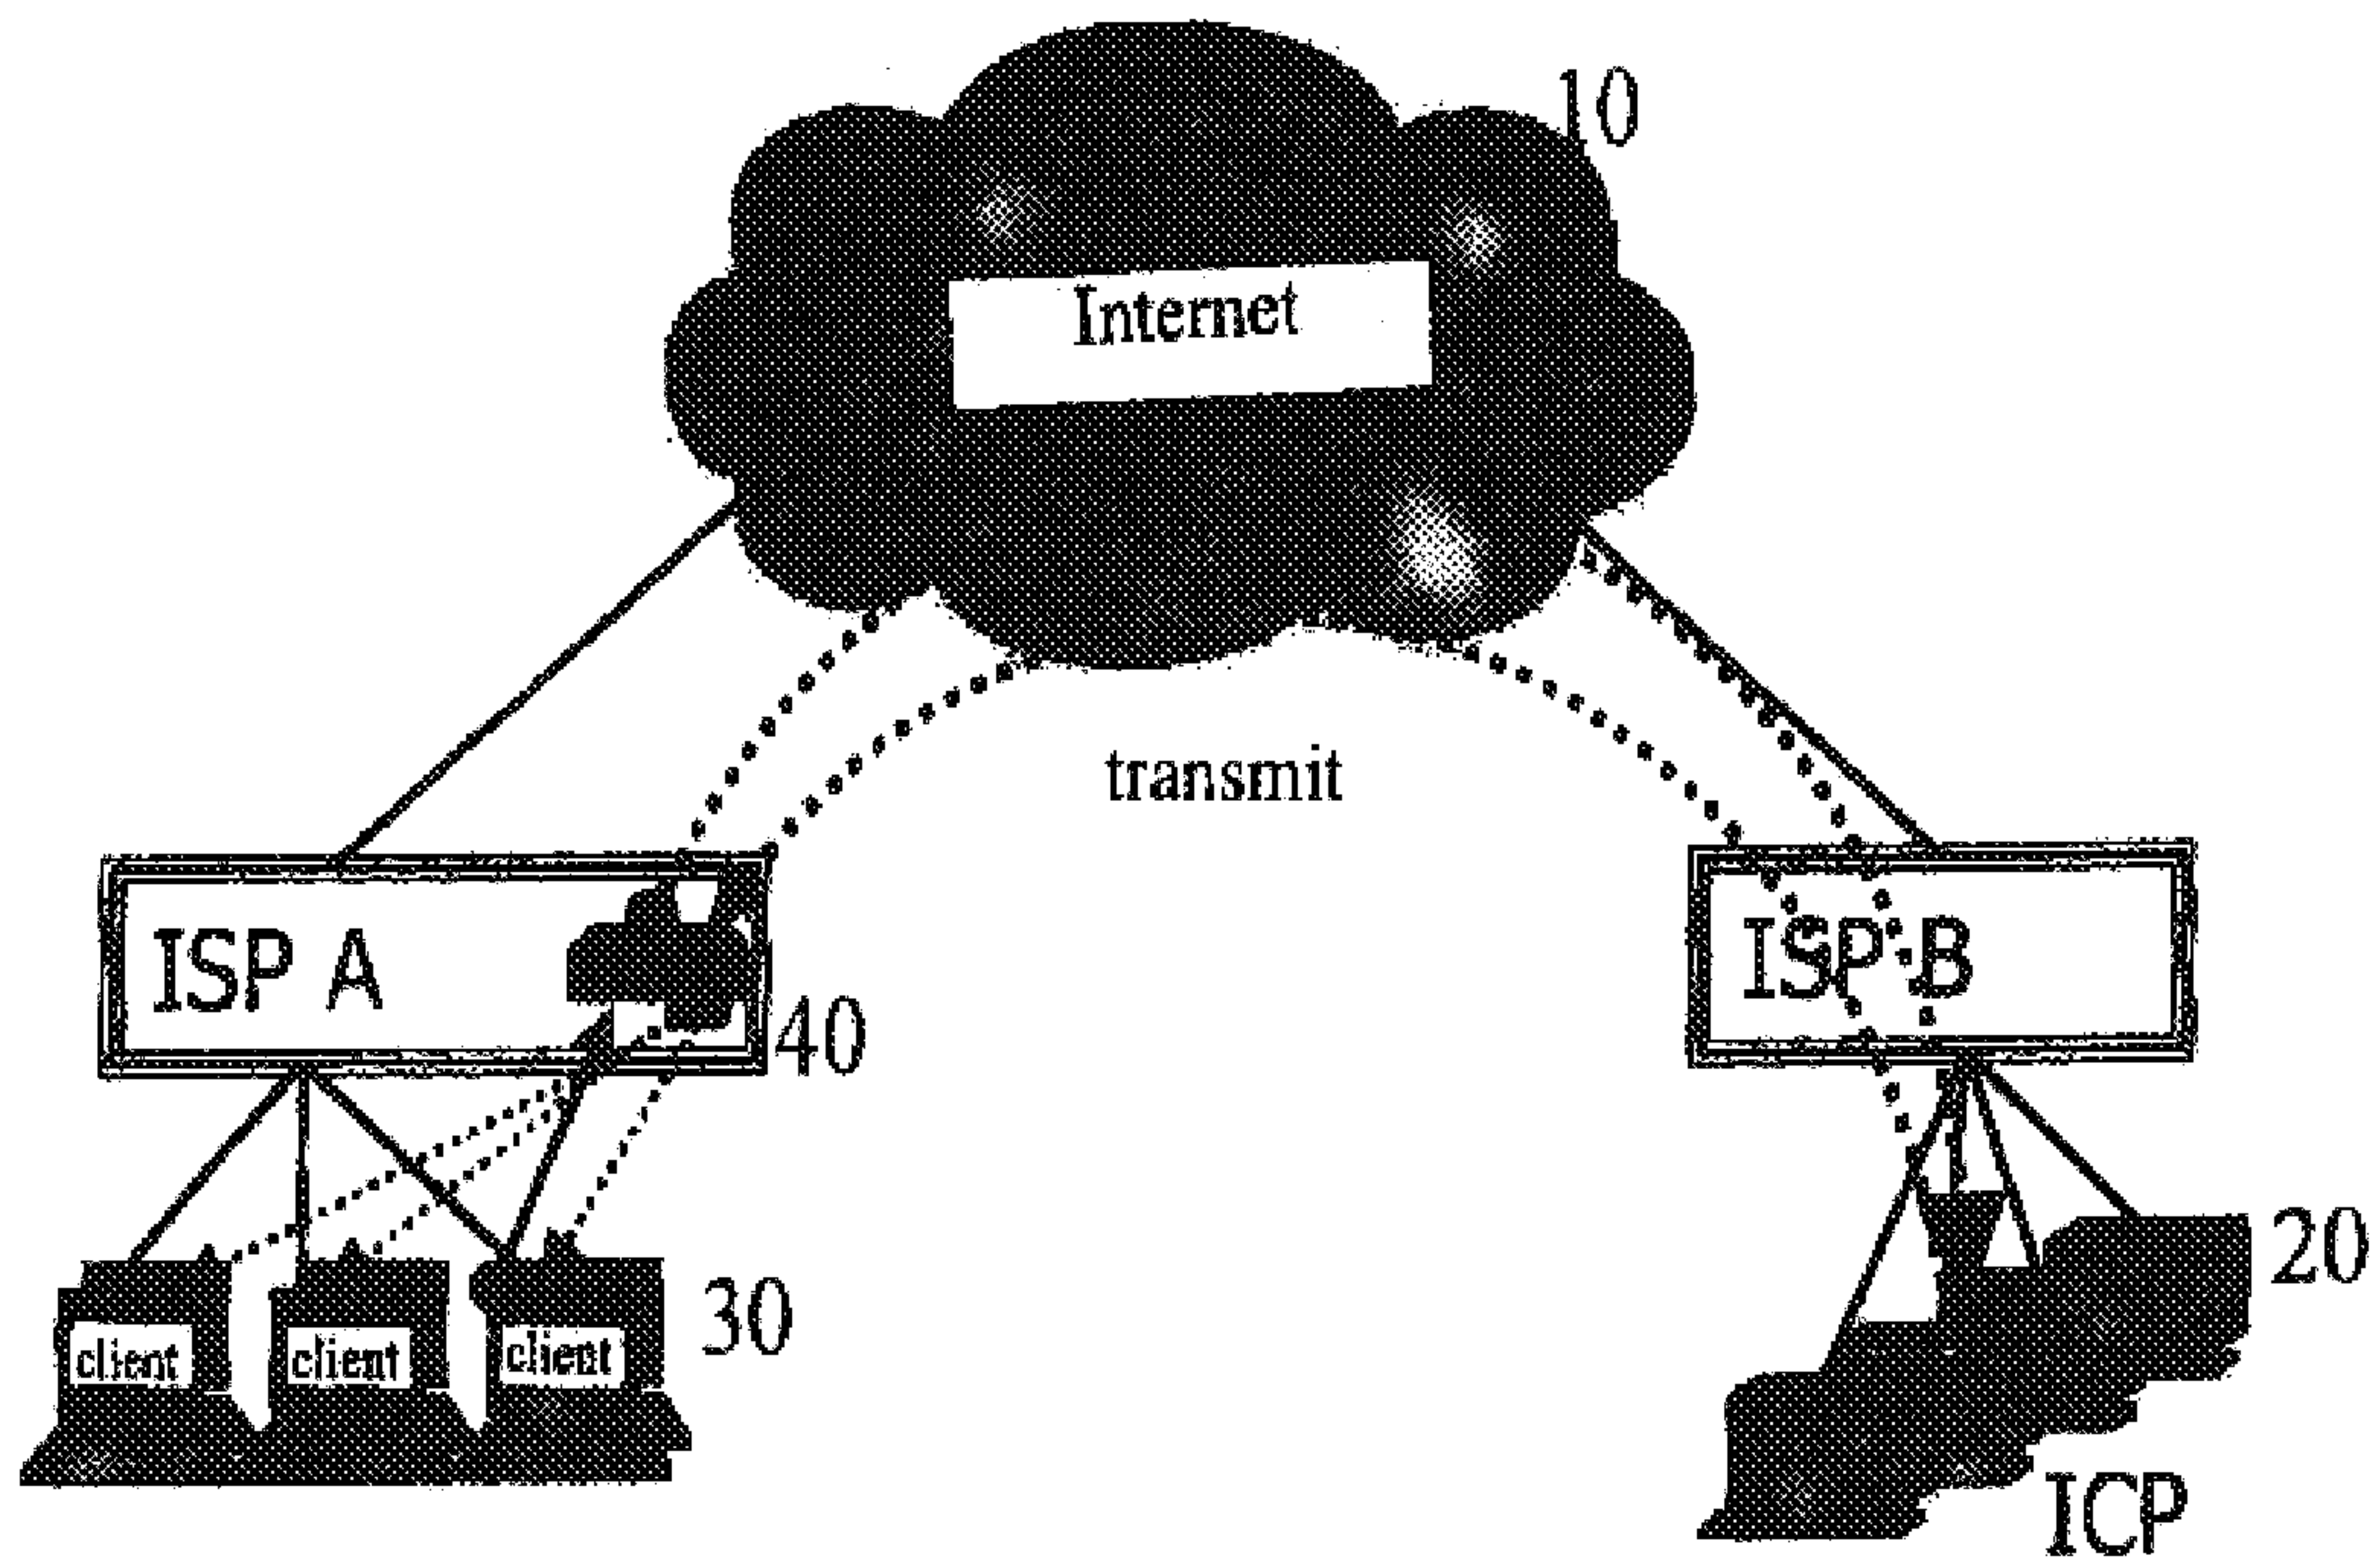 10
Internet
transmit
ISP A
ISP B
40
20
30
client
client
client
ICP